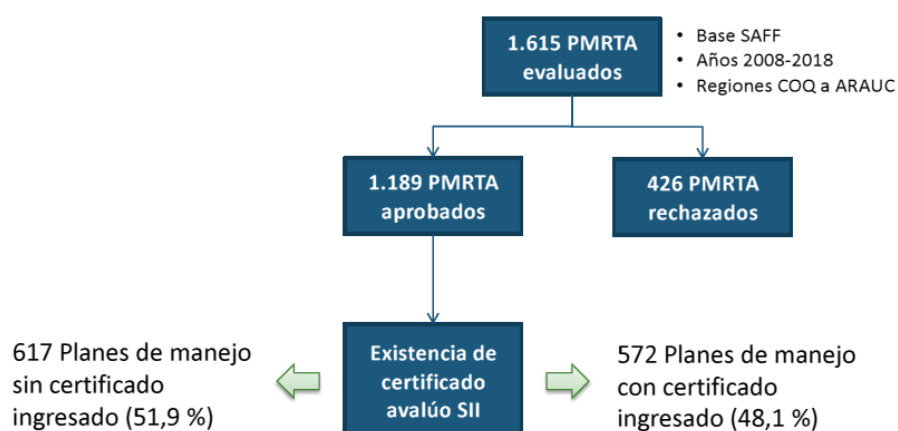 1.615 PMRTA
evaluados
• Base SAFF
• Años 2008-2018
• Regiones COQ a ARAUC
1.189 PMRTA
aprobados
426 PMRTA
rechazados
617 Planes de manejo
sin certificado
ingresado (51,9 %)
Existencia de
certificado
avalúo SII
572 Planes de manejo
con certificado
ingresado (48,1 %)